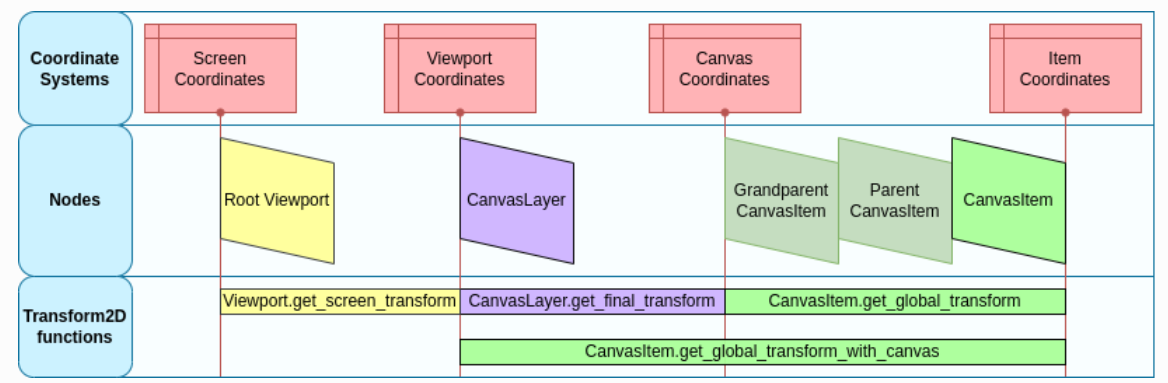 Coordinate
Systems
Screen
Coordinates
Viewport
Coordinates
Canvas
Coordinates
Item
Coordinates
Nodes
Root Viewport
CanvasLayer
Grandparent
CanvasItem
Parent
CanvasItem
CanvasItem
Transform2D
functions
Viewport.get_screen_transform
CanvasLayer.get_final_transform
CanvasItem.get_global_transform
CanvasItem.get_global_transform_with_canvas